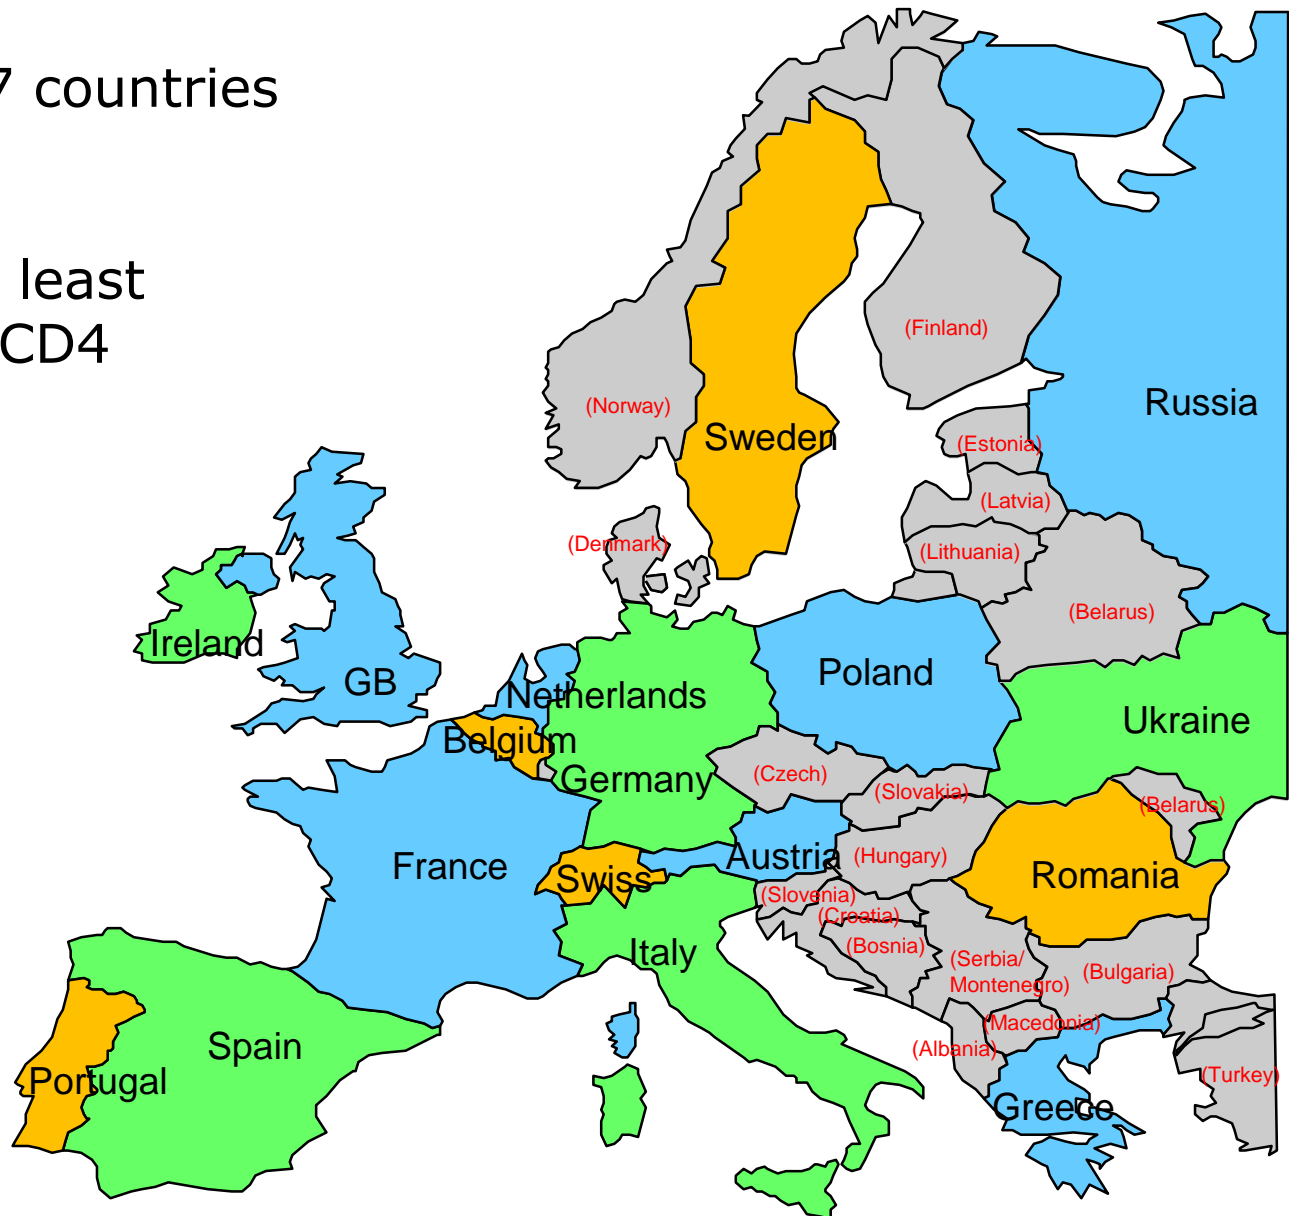 7 countries
least
CD4
(Finland)
Russia
(Norway)
Sweden
(Estonia)
(Latvia)
(Denmark)
(Lithuania)
(Belarus)
Ireland
GB
Netherlands
Poland
Ukraine
Belgium
Germany
(Czech)
(Slovakia)
(Belarus)
France
Swiss
Austria
(Hungary)
Romania
(Slovenia)
(Croatia)
(Bosnia)
Italy
(Serbia/
Montenegro)
(Bulgaria)
(Macedonia)
(Albania)
Spain
Portugal
Greece
(Turkey)